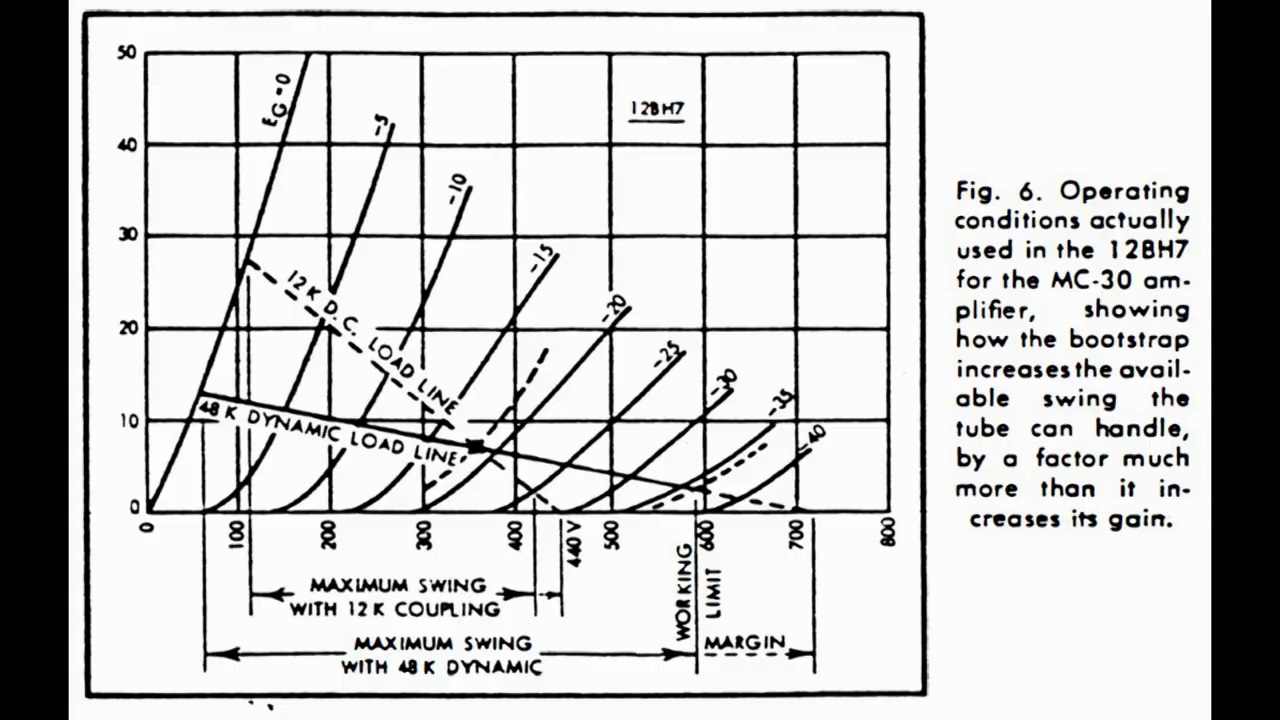 50
40
30
20
10
0
EG=0
-5
-10
-15
-20
-25
-30
-35
-40
12BH7
12K D.C. LOAD LINE
48 K DYNAMIC LOAD LINE
0
100
200
300
400
440 V
500
600
700
800
MAXIMUM SWING
WITH 12 K COUPLING
WORKING
LIMIT
MAXIMUM SWING
WITH 48 K DYNAMIC
MARGIN
Fig. 6. Operating
conditions actually
used in the 12BH7
for the MC-30 am-
plifier, showing
how the bootstrap
increases the avail-
able swing the
tube can handle,
by a factor much
more than it in-
creases its gain.